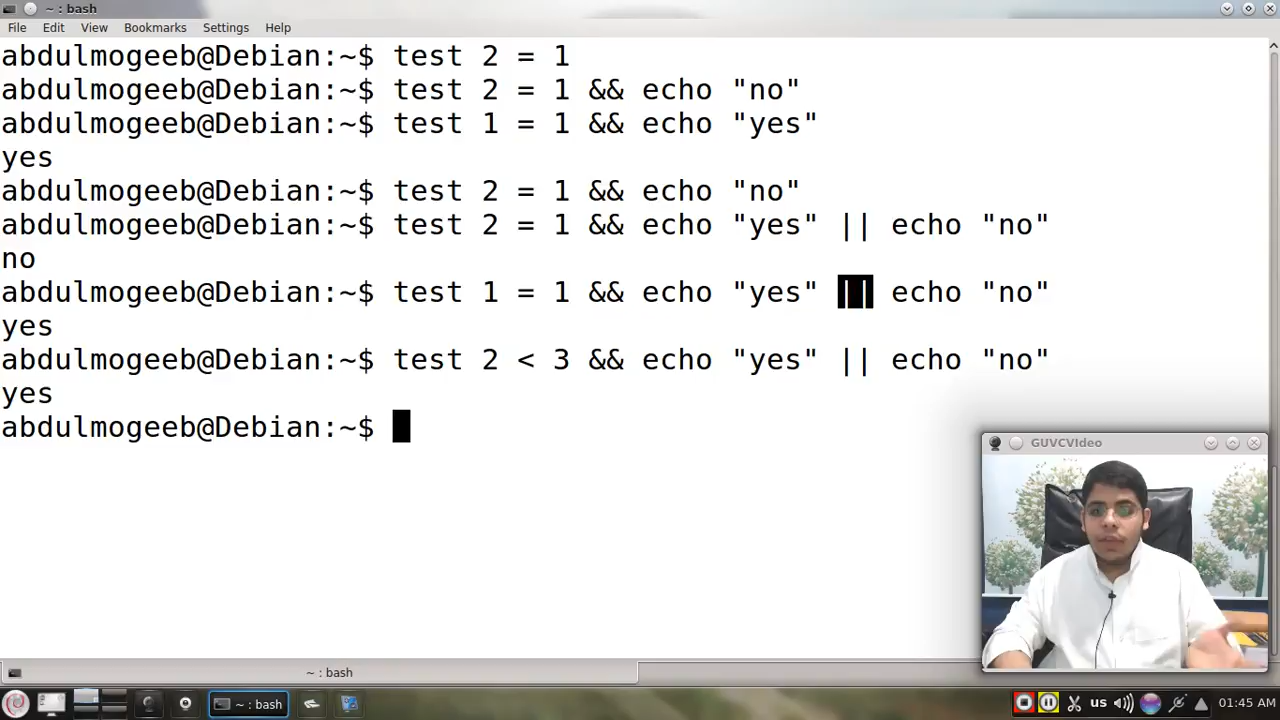 ~ : bash
File Edit View Bookmarks Settings Help
abdulmogeeb@Debian:~$ test 2 = 1
abdulmogeeb@Debian:~$ test 2 = 1 && echo "no"
abdulmogeeb@Debian:~$ test 1 = 1 && echo "yes"
yes
abdulmogeeb@Debian:~$ test 2 = 1 && echo "no"
abdulmogeeb@Debian:~$ test 2 = 1 && echo "yes" || echo "no"
no
abdulmogeeb@Debian:~$ test 1 = 1 && echo "yes" || echo "no"
yes
abdulmogeeb@Debian:~$ test 2 < 3 && echo "yes" || echo "no"
yes
abdulmogeeb@Debian:~$
GUVCVIdeo
~ : bash
~ : bash
us
01:45 AM